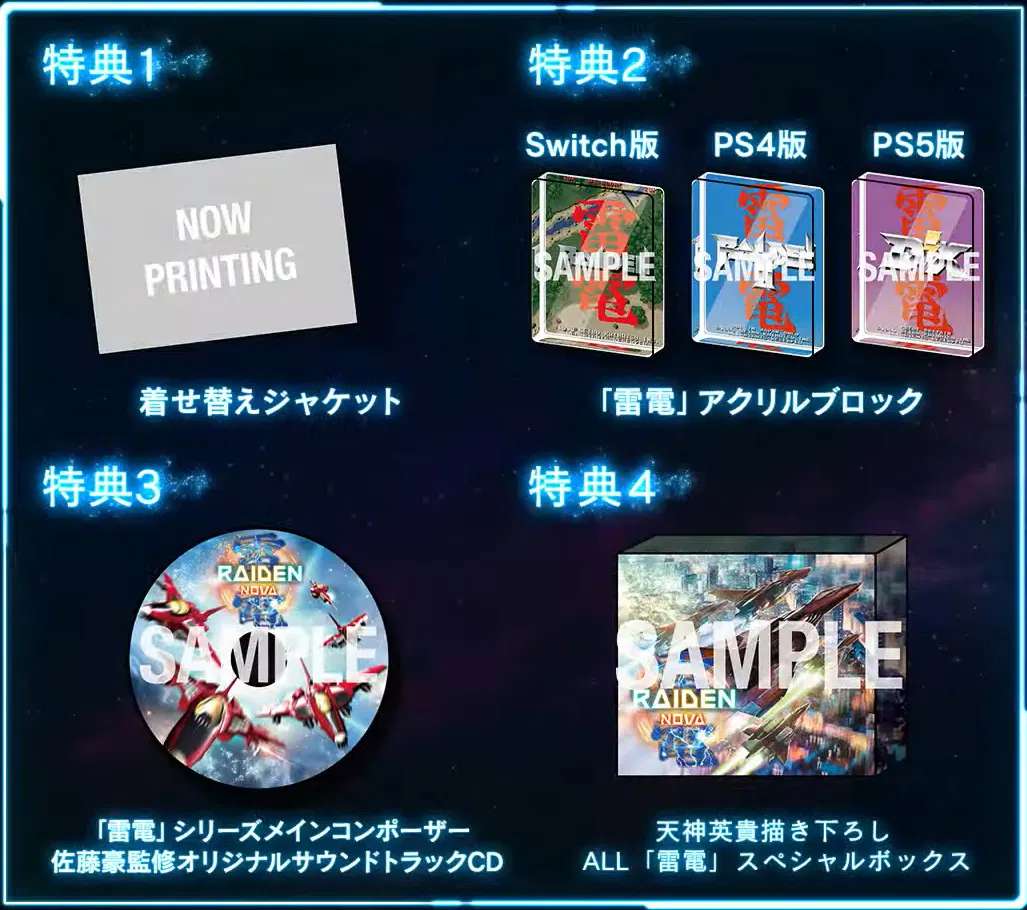 特典1
特典2
Switch版
PS4版
PS5版
NOW
PRINTING
雷電
SAMPLE
雷電
SAMPLE
雷電
SAMPLE
着せ替えジャケット
「雷電」アクリルブロック
特典3
特典4
RAIDEN
NOVA
SAMPLE
SAMPLE
RAIDEN
NOVA
「雷電」シリーズメインコンポーザー
佐藤豪監修オリジナルサウンドトラックCD
天神英貴描き下ろし
ALL「雷電」スペシャルボックス